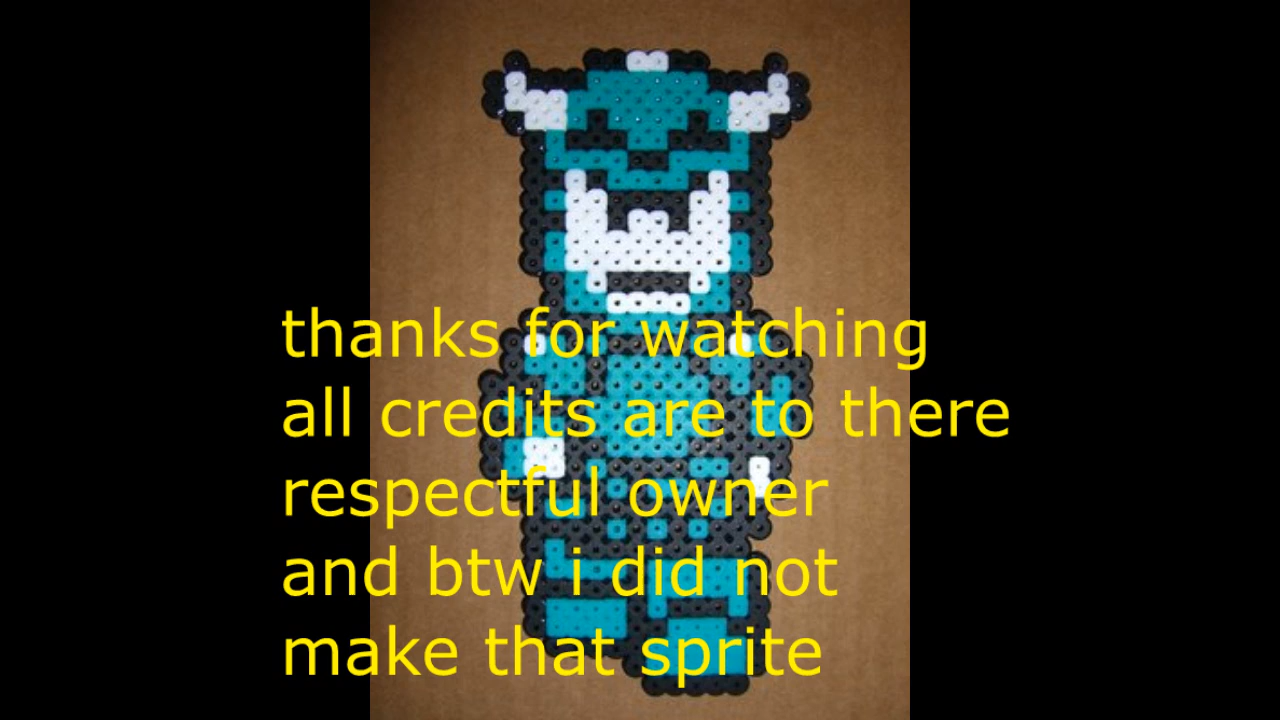 thanks for watching
all credits are to there
respectful owner
and btw i did not
make that sprite